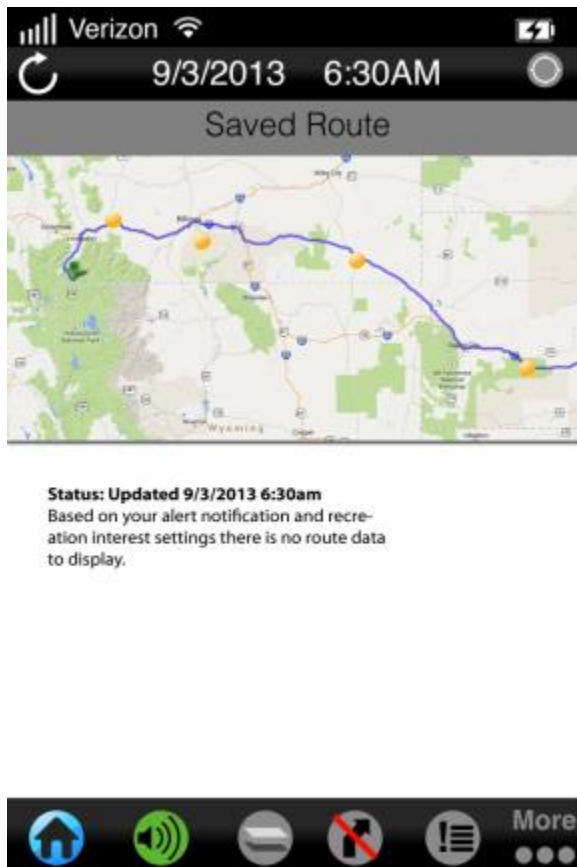 Verizon
9/3/2013 6:30AM
Saved Route
Billings
Wyoming
Status: Updated 9/3/2013 6:30am
Based on your alert notification and recre-
ation interest settings there is no route data
to display.
More